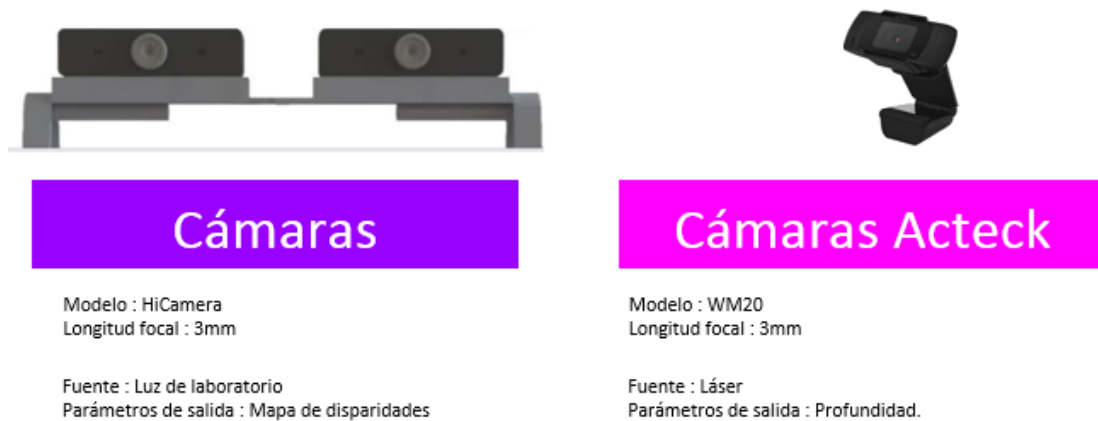 Cámaras
Modelo : HiCamera
Longitud focal : 3mm
Fuente : Luz de laboratorio
Parámetros de salida : Mapa de disparidades
Cámaras Acteck
Modelo : WM20
Longitud focal : 3mm
Fuente : Láser
Parámetros de salida : Profundidad.